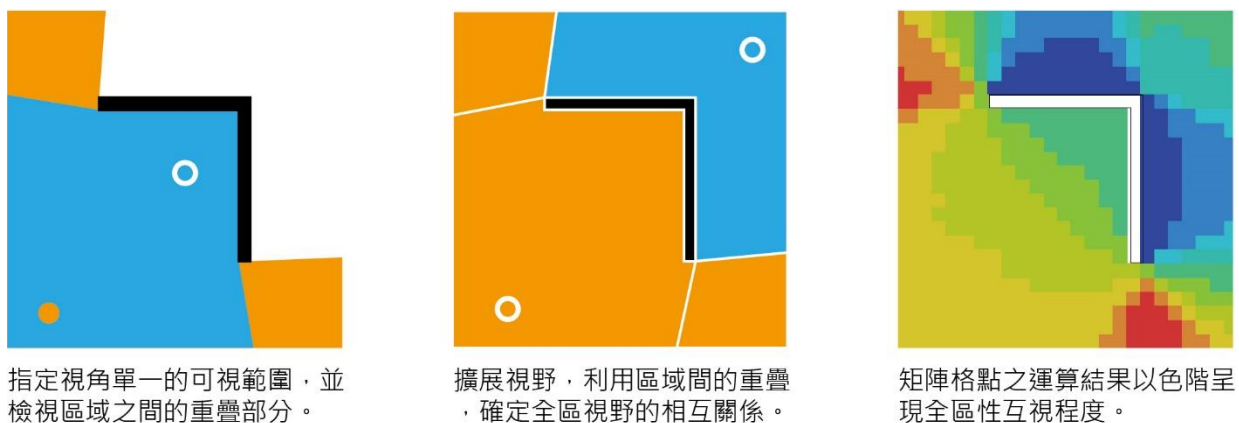 指定視角單一的可視範圍，並
檢視區域之間的重疊部分。
擴展視野，利用區域間的重疊
，確定全區視野的相互關係。
矩陣格點之運算結果以色階呈
現全區性互視程度。